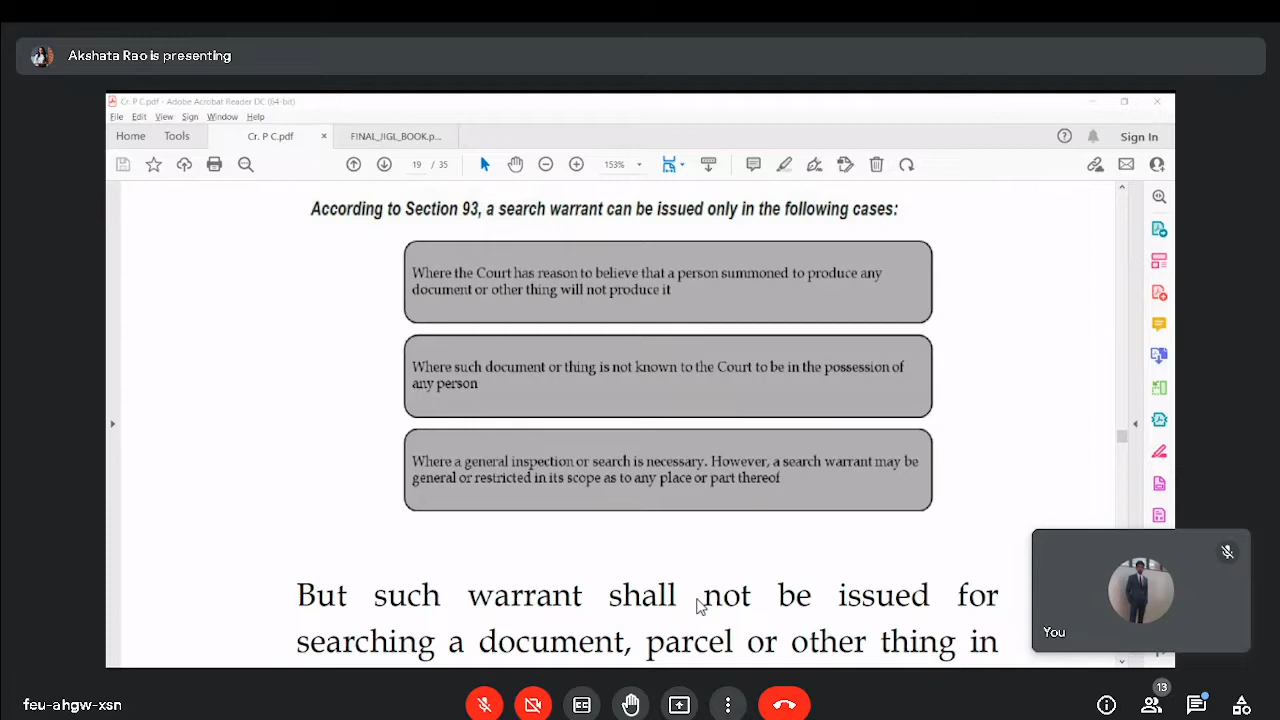 Akshata Rao is presenting
Cr. P C.pdf - Adobe Acrobat Reader DC (64-bit)
File Edit View Sign Window Help
Home Tools Cr. P C.pdf × FINAL_JIGL_BOOK.p... Sign In
19 / 35 153%
According to Section 93, a search warrant can be issued only in the following cases:
Where the Court has reason to believe that a person summoned to produce any
document or other thing will not produce it
Where such document or thing is not known to the Court to be in the possession of
any person
Where a general inspection or search is necessary. However, a search warrant may be
general or restricted in its scope as to any place or part thereof
But such warrant shall not be issued for
searching a document, parcel or other thing in
You
feu-ahgw-xsn
13